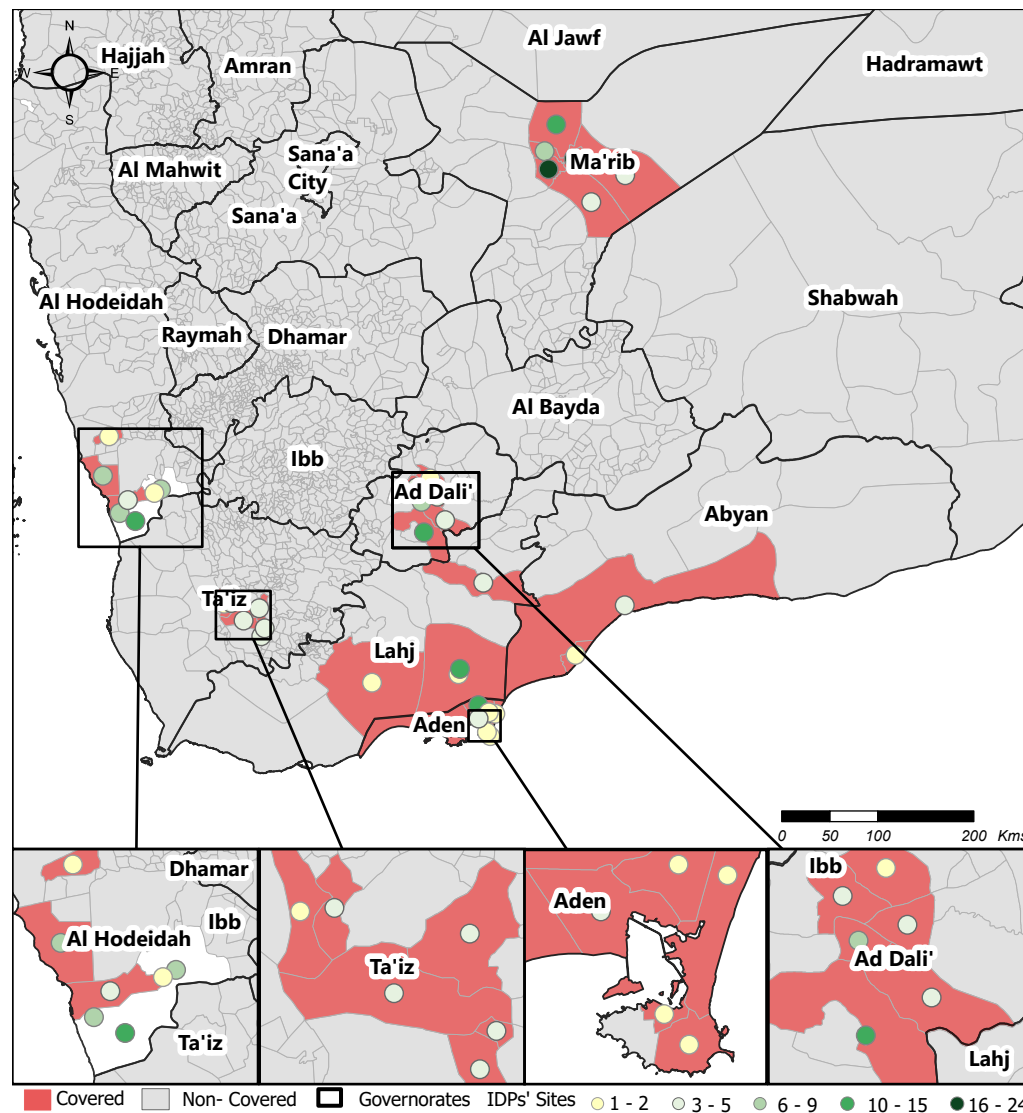 N
W E
S
Al Jawf
Hajjah
Amran
Hadramawt
Sana'a
City
Ma'rib
Al Mahwit
Sana'a
Al Hodeidah
Shabwah
Raymah
Dhamar
Al Bayda
Ibb
Ad Dali'
Abyan
Ta'iz
Lahj
Aden
0 50 100 200 Kms
Dhamar
Ibb
Al Hodeidah
Ta'iz
Ta'iz
Aden
Ibb
Ad Dali'
Lahj
Covered Non- Covered Governorates IDPs' Sites 1 - 2 3 - 5 6 - 9 10 - 15 16 - 24